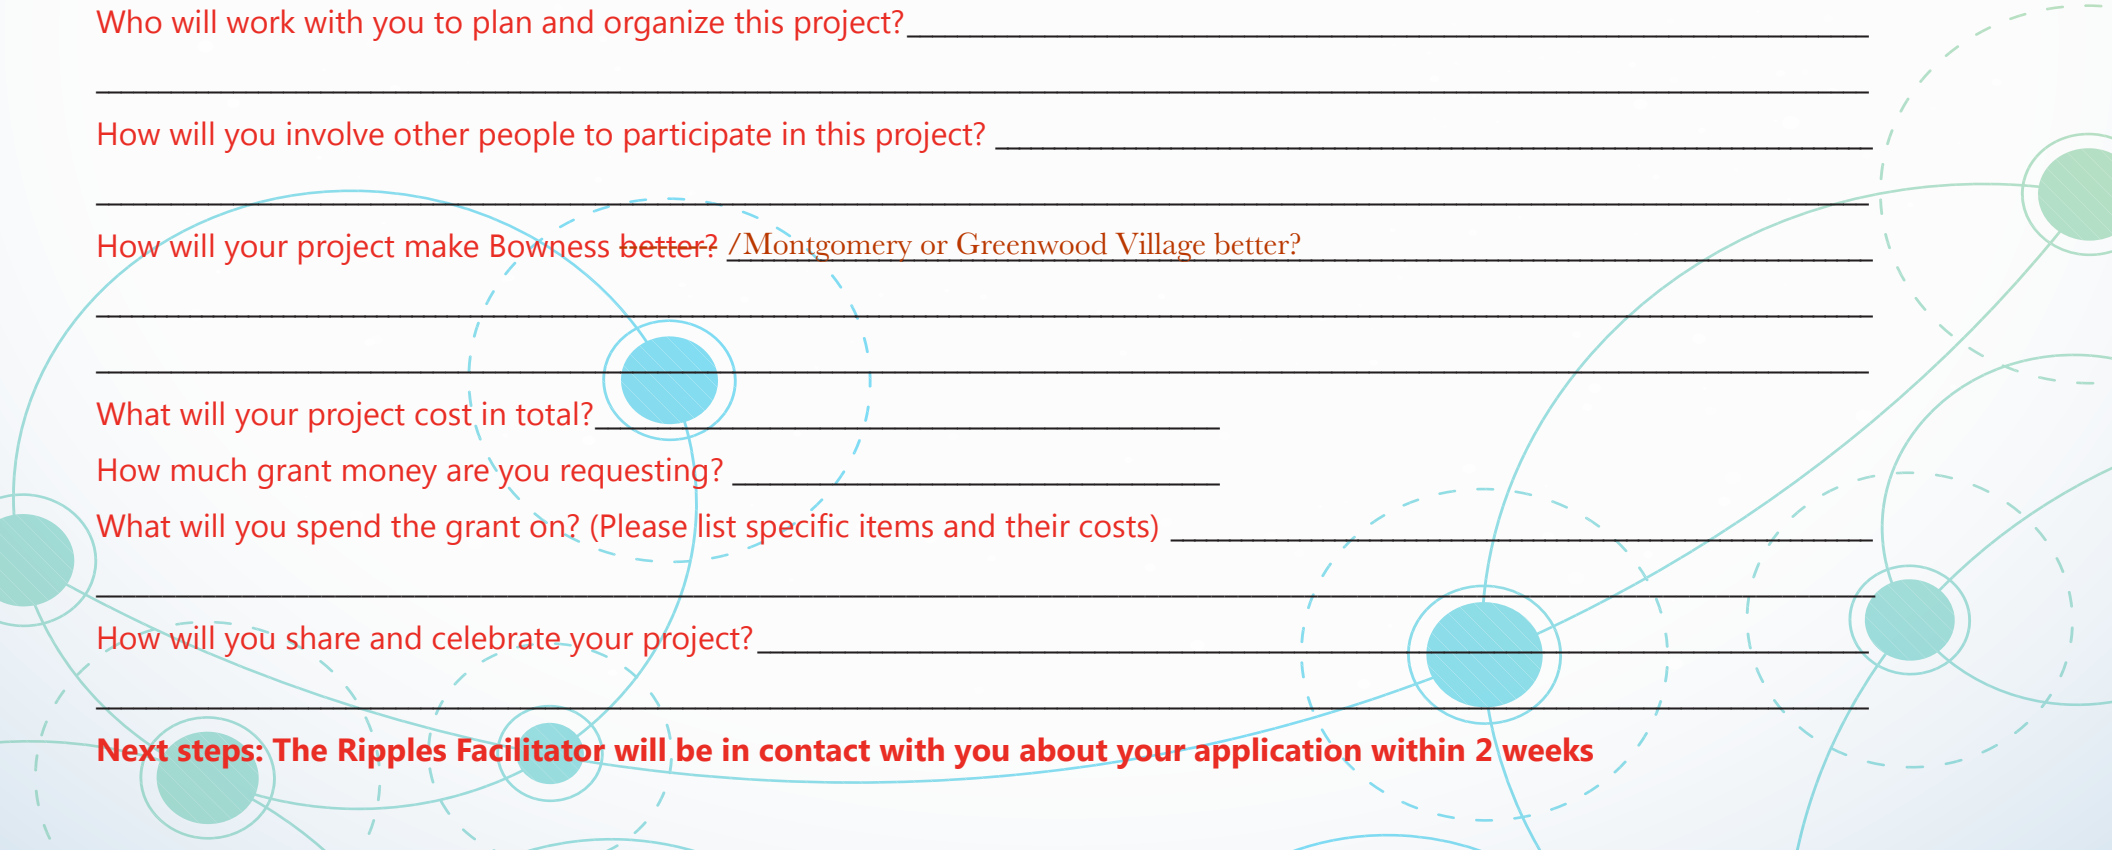 Who will work with you to plan and organize this project?
How will you involve other people to participate in this project?
How will your project make Bowness better? /Montgomery or Greenwood Village better?
What will your project cost in total?
How much grant money are you requesting?
What will you spend the grant on? (Please list specific items and their costs)
How will you share and celebrate your project?
Next steps: The Ripples Facilitator will be in contact with you about your application within 2 weeks